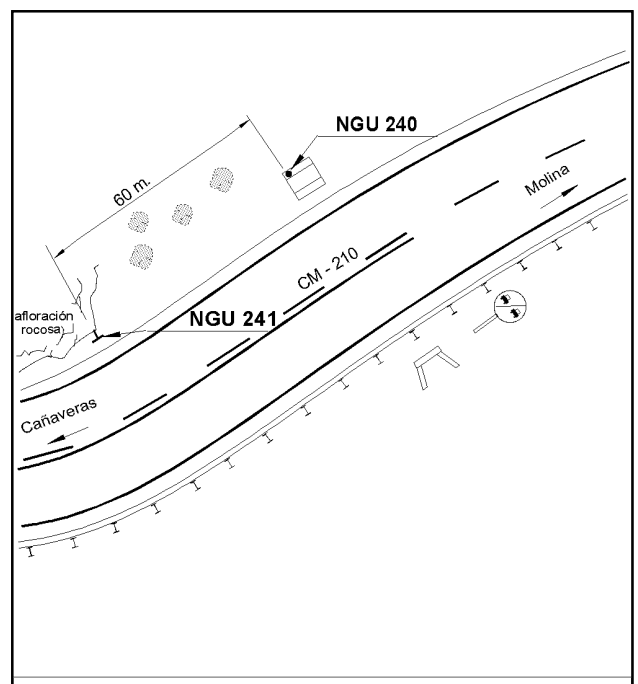 NGU 240
60 m.
Molina
CM - 210
afloración
rocosa
NGU 241
Cañaveras